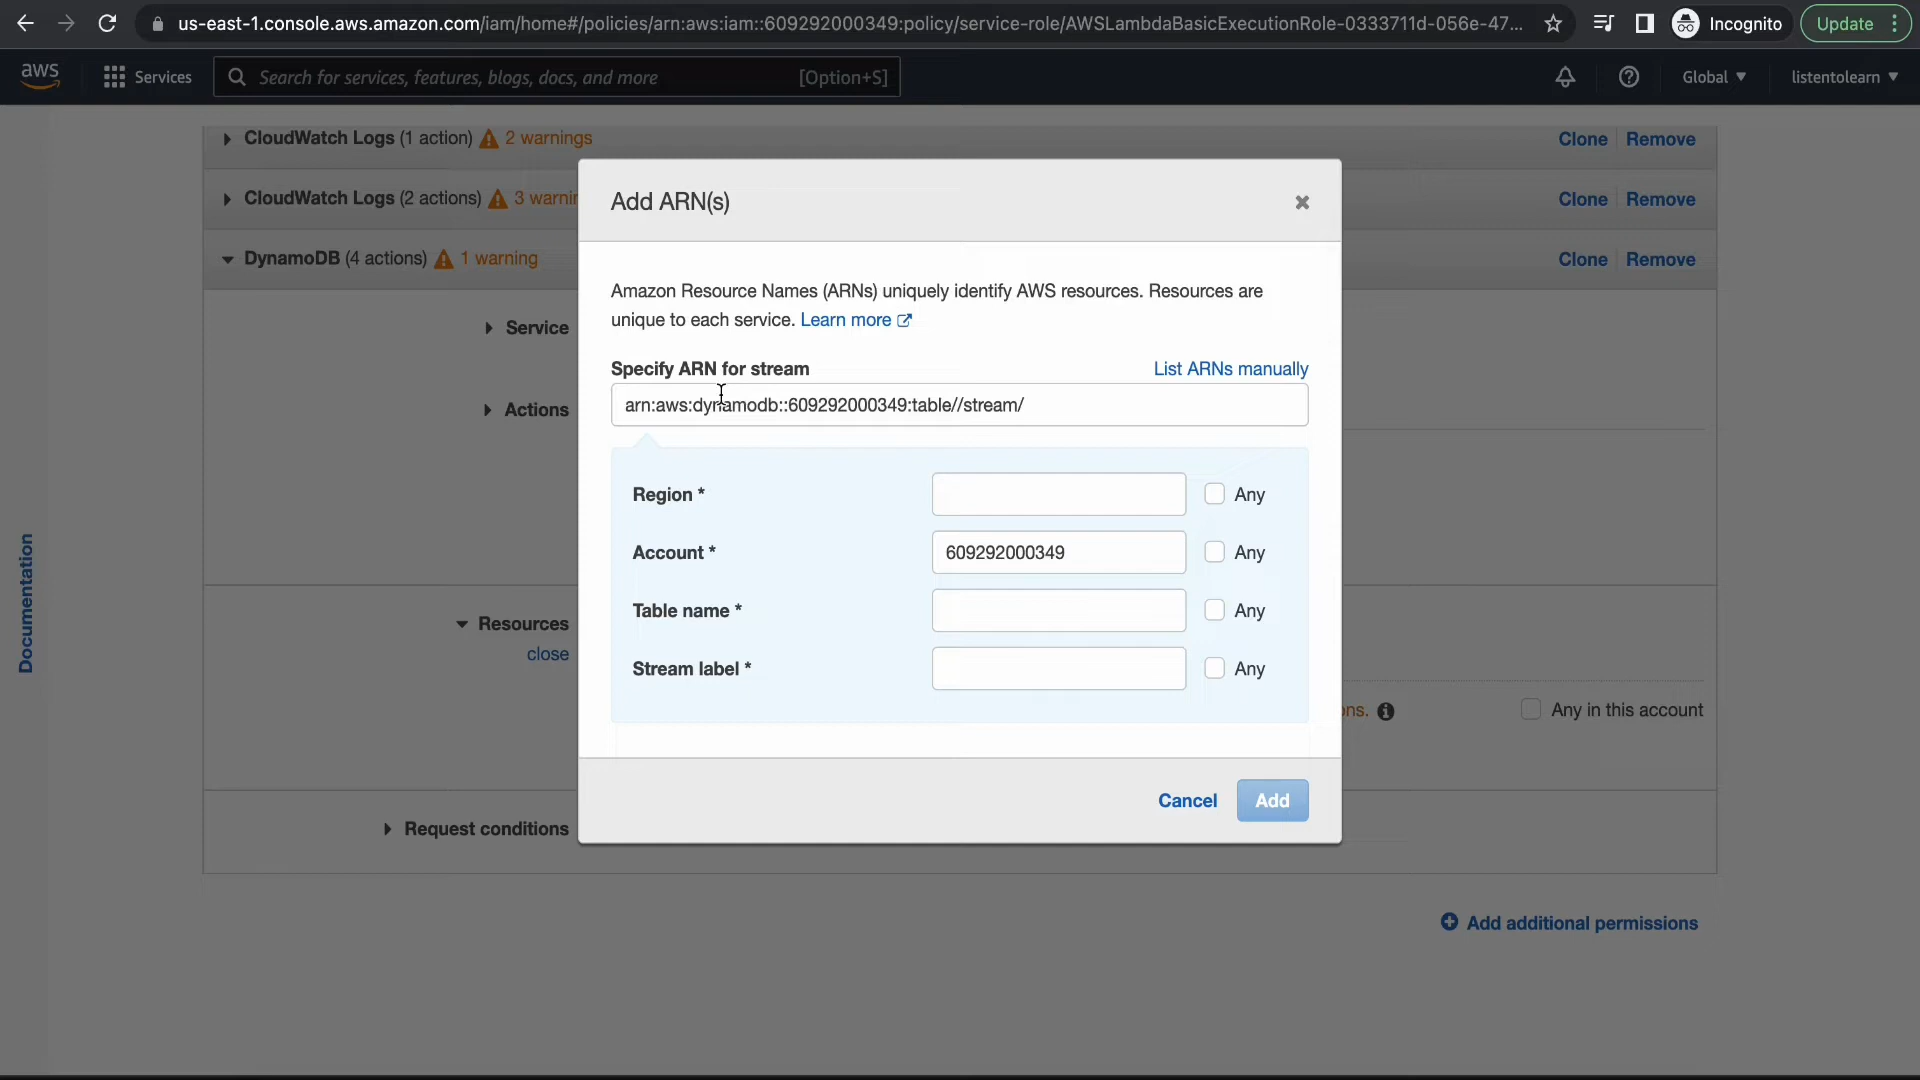 us-east-1.console.aws.amazon.com/iam/home#/policies/arn:aws:iam::609292000349:policy/service-role/AWSLambdaBasicExecutionRole-0333711d-056e-47...
Incognito
Update
aws
Services
Search for services, features, blogs, docs, and more
[Option+S]
Global
listentolearn
CloudWatch Logs (1 action) 2 warnings
Clone Remove
CloudWatch Logs (2 actions) 3
Clone Remove
DynamoDB (4 actions) 1 warning
Clone Remove
Add ARN(s)
Amazon Resource Names (ARNs) uniquely identify AWS resources. Resources are
unique to each service. Learn more
Service
Specify ARN for stream
List ARNs manually
arn:aws:dynamodb::609292000349:table//stream/
Actions
Region *
Any
Account *
609292000349
Any
Table name *
Any
Stream label *
Any
Documentation
Resources
close
Any in this account
Cancel
Add
Request conditions
Add additional permissions